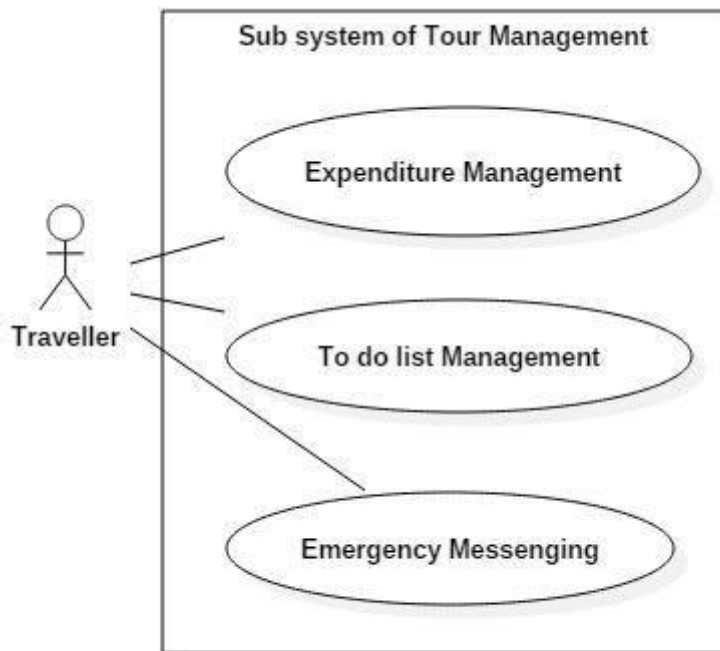 Sub system of Tour Management
Expenditure Management
Traveller
To do list Management
Emergency Messenging